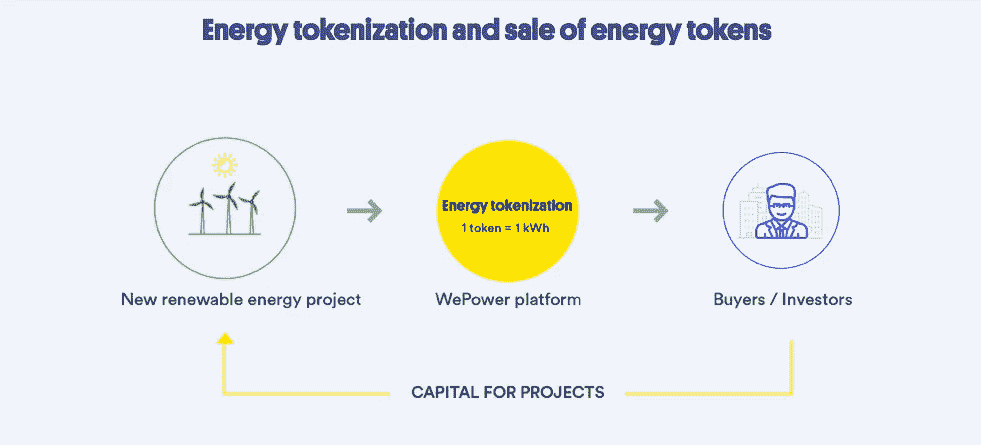 Energy tokenization and sale of energy tokens
Energy tokenization
1 token = 1 kWh
New renewable energy project
WePower platform
Buyers / Investors
CAPITAL FOR PROJECTS